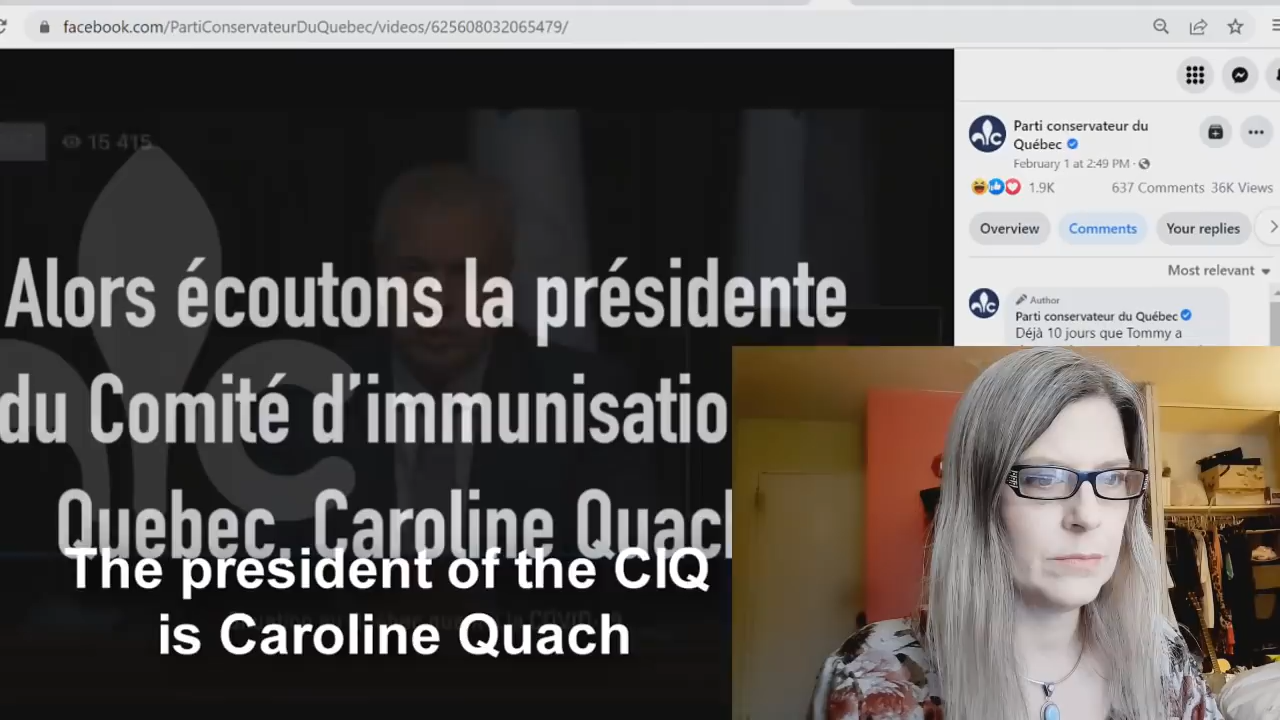 facebook.com/PartiConservateurDuQuebec/videos/625608032065479/
15 415
Parti conservateur du
Québec
February 1 at 2:49 PM ·
1.9K 637 Comments 36K Views
Overview Comments Your replies
Most relevant
Author
Parti conservateur du Québec
Déjà 10 jours que Tommy a
Alors écoutons la présidente
du Comité d'immunisatio
Quebec, Caroline Quach
The president of the CIQ
is Caroline Quach